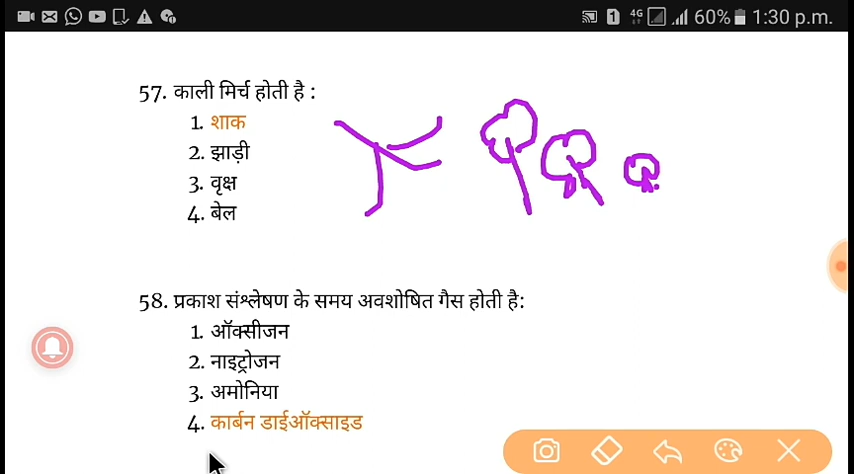 4G 60% 1:30 p.m.
57. काली मिर्च होती है :
1. शाक
2. झाड़ी
3. वृक्ष
4. बेल
58. प्रकाश संश्लेषण के समय अवशोषित गैस होती है:
1. ऑक्सीजन
2. नाइट्रोजन
3. अमोनिया
4. कार्बन डाईऑक्साइड